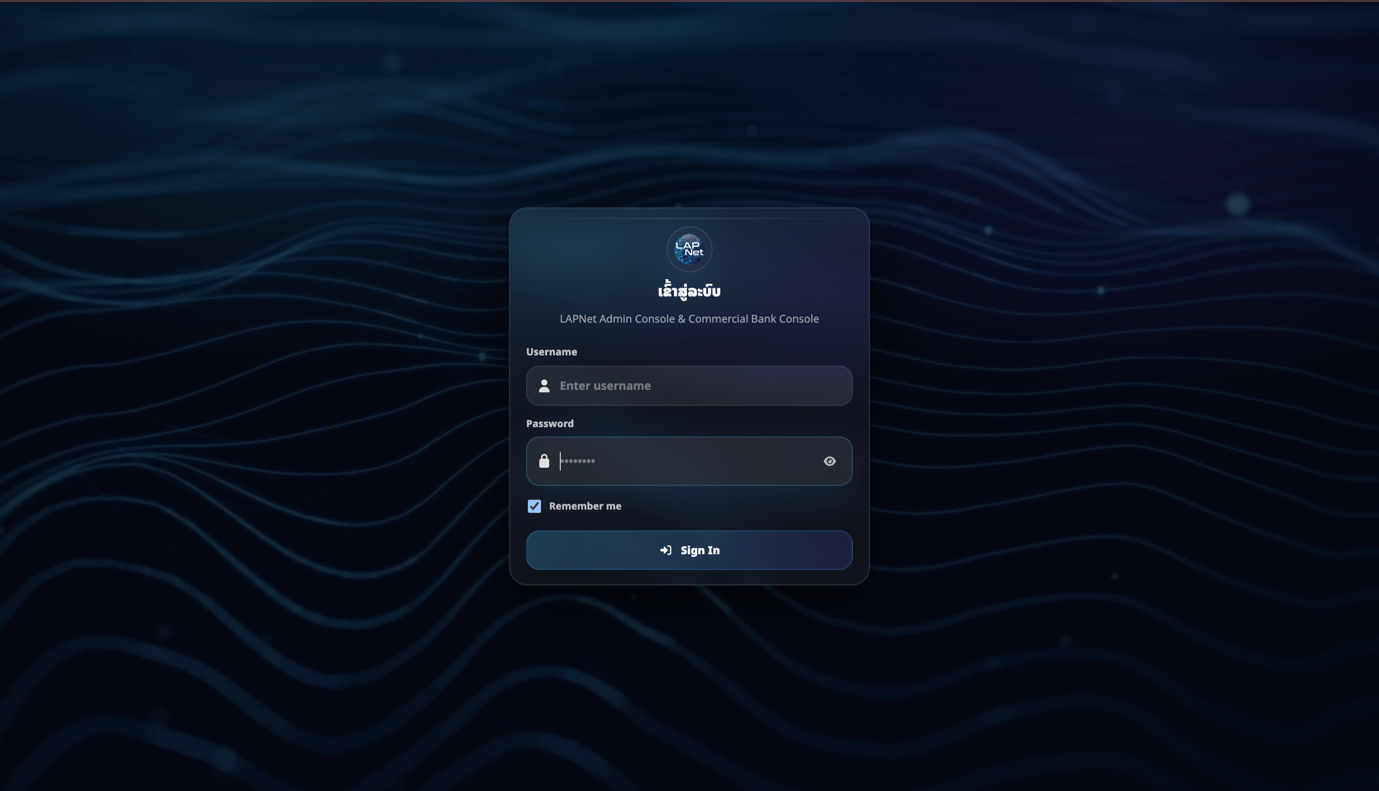 LAP
Net
ເຂົ້າສູ່ລະບົບ
LAPNet Admin Console & Commercial Bank Console
Username
Enter username
Password
••••••••
Remember me
Sign In